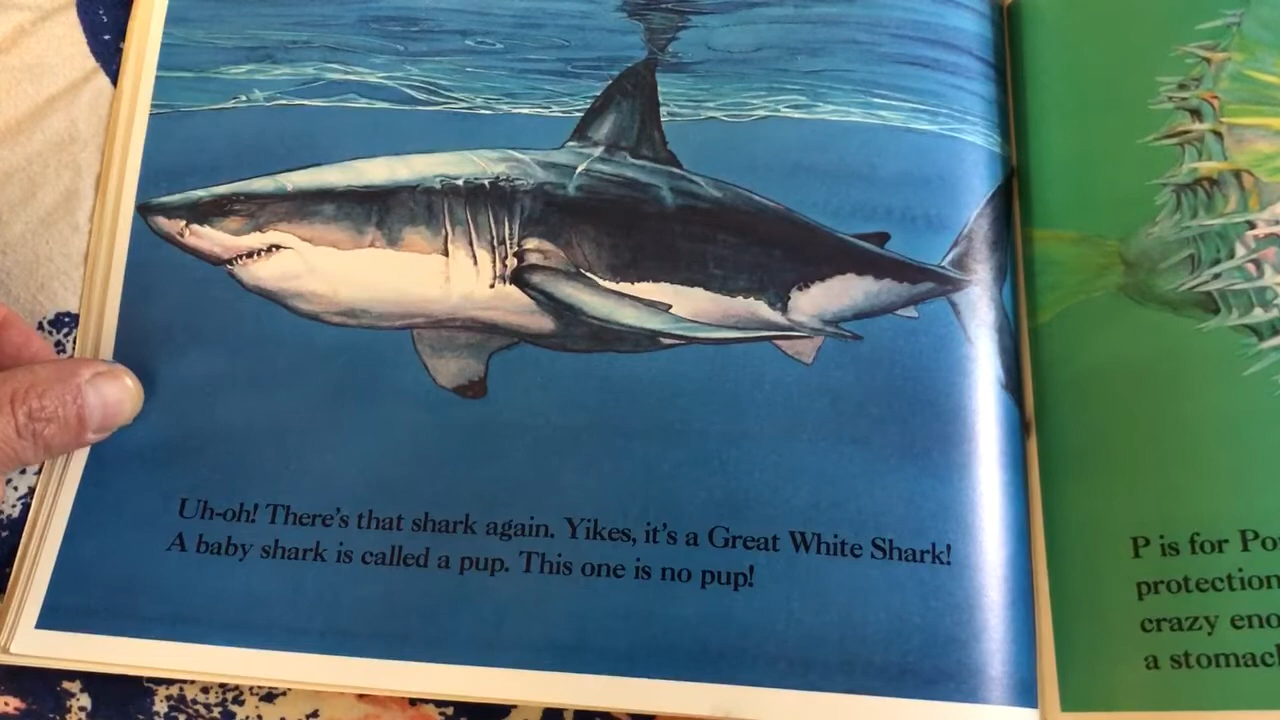 Uh-oh! There's that shark again. Yikes, it's a Great White Shark!
A baby shark is called a pup. This one is no pup!
P is for
protection
crazy
a